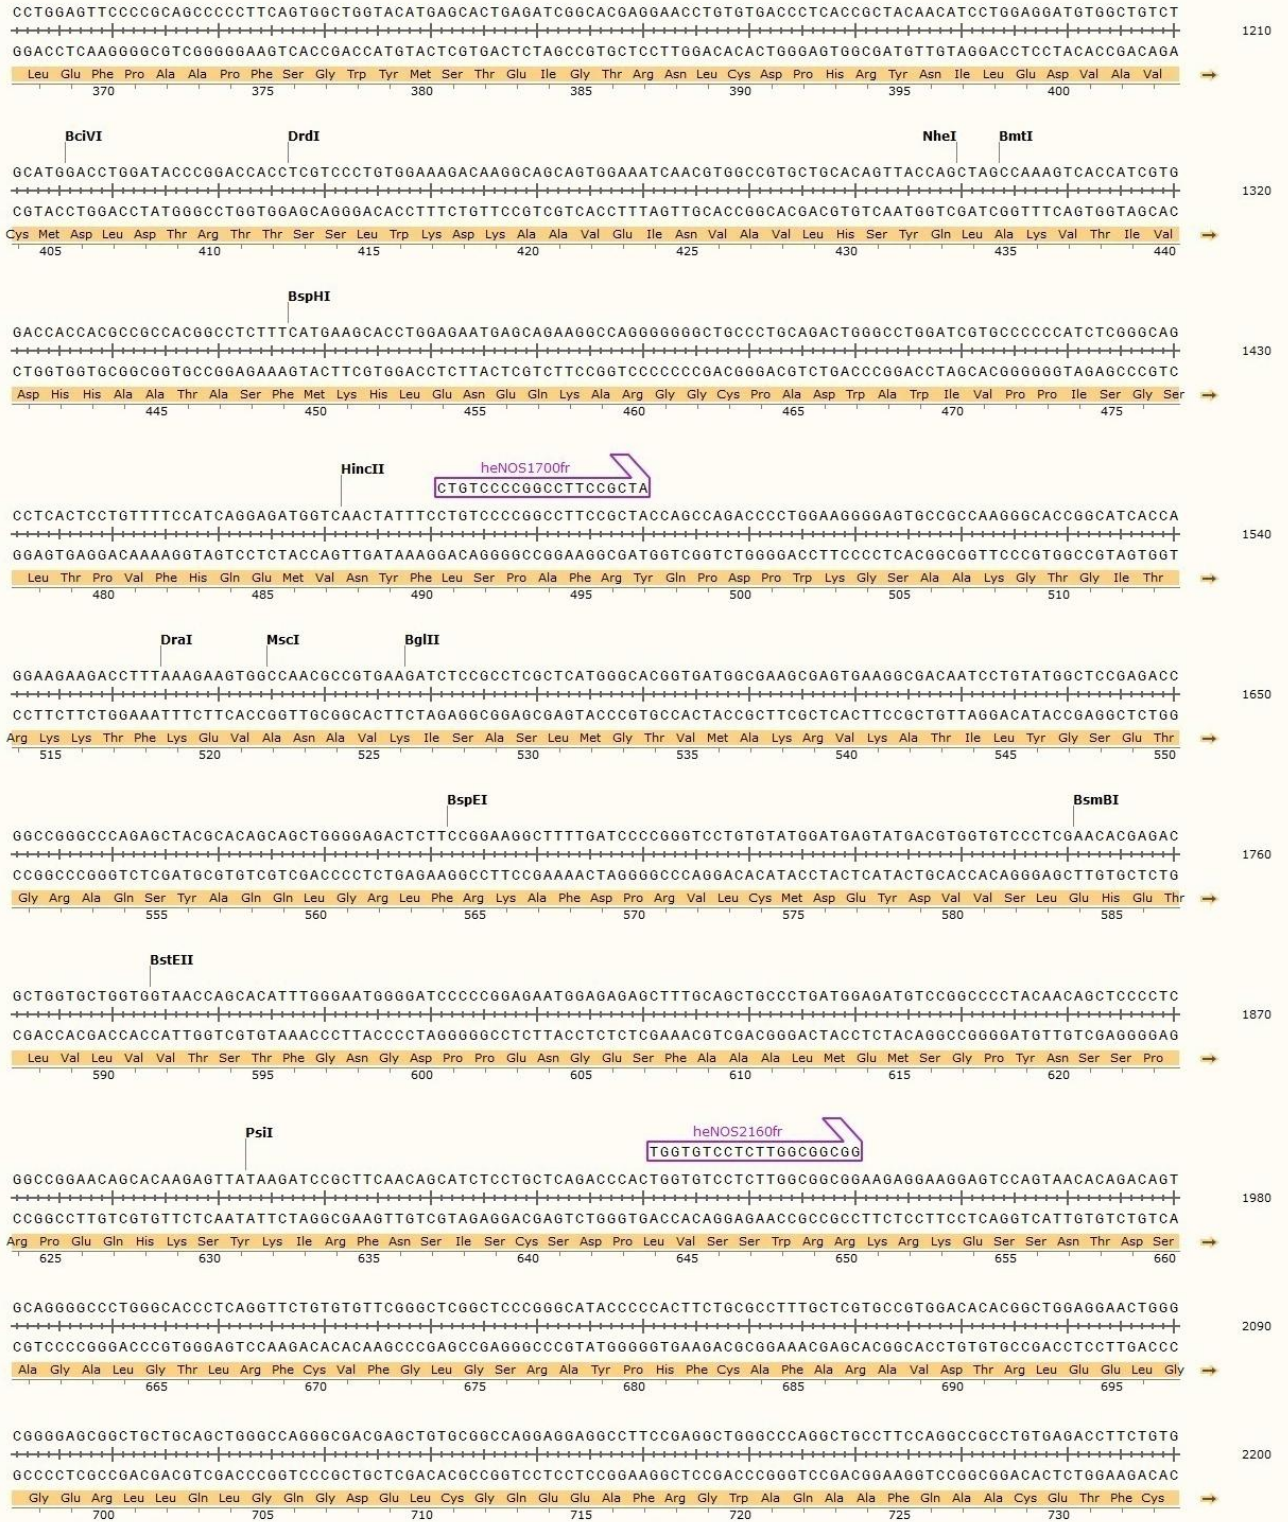 CCTGGAGTTCCCCGCAGCCCCCTTCAGTGGCTGGTACATGAGCACTGAGATCGGCACGAGGAACCTGTGTGACCCTCACCGCTACAACATCCTGGAGGATGTGGCTGTCT
1210
GGACCTCAAGGGGCGTCGGGGGAAGTCACCGACCATGTACTCGTGACTCTAGCCGTGCTCCTTGGACACACTGGGAGTGGCGATGTTGTAGGACCTCCTACACCGACAGA
Leu Glu Phe Pro Ala Ala Pro Phe Ser Gly Trp Tyr Met Ser Thr Glu Ile Gly Thr Arg Asn Leu Cys Asp Pro His Arg Tyr Asn Ile Leu Glu Asp Val Ala Val
370 375 380 385 390 395 400
BciVI DrdI NheI BmtI
GCATGGACCTGGATACCCGGACCACCTCGTCCCTGTGGAAAGACAAGGCAGCAGTGGAAATCAACGTGGCCGTGCTGCACAGTTACCAGCTAGCCAAAGTCACCATCGTG
1320
CGTACCTGGACCTATGGGCCTGGTGGAGCAGGGACACCTTTCTGTTCCGTCGTCACCTTTAGTTGCACCGGCACGACGTGTCAATGGTCGATCGGTTTCAGTGGTAGCAC
Cys Met Asp Leu Asp Thr Arg Thr Thr Ser Ser Leu Trp Lys Asp Lys Ala Ala Val Glu Ile Asn Val Ala Val Leu His Ser Tyr Gln Leu Ala Lys Val Thr Ile Val
405 410 415 420 425 430 435 440
BspHI
GACCACCACGCCGCCACGGCCTCTTTCATGAAGCACCTGGAGAATGAGCAGAAGGCCAGGGGGGGCTGCCCTGCAGACTGGGCCTGGATCGTGCCCCCCATCTCGGGCAG
1430
CTGGTGGTGCGGCGGTGCCGGAGAAAGTACTTCGTGGACCTCTTACTCGTCTTCCGGTCCCCCCCGACGGGACGTCTGACCCGGACCTAGCACGGGGGGTAGAGCCCGTC
Asp His His Ala Ala Thr Ala Ser Phe Met Lys His Leu Glu Asn Glu Gln Lys Ala Arg Gly Gly Cys Pro Ala Asp Trp Ala Trp Ile Val Pro Pro Ile Ser Gly Ser
445 450 455 460 465 470 475
HincII heNOS1700fr
CTGTCCCCGGCCTTCCGCTA
CCTCACTCCTGTTTTCCATCAGGAGATGGTCAACTATTTCCTGTCCCCGGCCTTCCGCTACCAGCCAGACCCCTGGAAGGGGAGTGCCGCCAAGGGCACCGGCATCACCA
1540
GGAGTGAGGACAAAAGGTAGTCCTCTACCAGTTGATAAAGGACAGGGGCCGGAAGGCGATGGTCGGTCTGGGGACCTTCCCCTCACGGCGGTTCCCGTGGCCGTAGTGGT
Leu Thr Pro Val Phe His Gln Glu Met Val Asn Tyr Phe Leu Ser Pro Ala Phe Arg Tyr Gln Pro Asp Pro Trp Lys Gly Ser Ala Ala Lys Gly Thr Gly Ile Thr
480 485 490 495 500 505 510
DraI MscI BglII
GGAAGAAGACCTTTAAAGAAGTGGCCAACGCCGTGAAGATCTCCGCCTCGCTCATGGGCACGGTGATGGCGAAGCGAGTGAAGGCGACAATCCTGTATGGCTCCGAGACC
1650
CCTTCTTCTGGAAATTTCTTCACCGGTTGCGGCACTTCTAGAGGCGGAGCGAGTACCCGTGCCACTACCGCTTCGCTCACTTCCGCTGTTAGGACATACCGAGGCTCTGG
Arg Lys Lys Thr Phe Lys Glu Val Ala Asn Ala Val Lys Ile Ser Ala Ser Leu Met Gly Thr Val Met Ala Lys Arg Val Lys Ala Thr Ile Leu Tyr Gly Ser Glu Thr
515 520 525 530 535 540 545 550
BspEI BsmBI
GGCCGGGCCCAGAGCTACGCACAGCAGCTGGGGAGACTCTTCCGGAAGGCTTTTGATCCCCGGGTCCTGTGTATGGATGAGTATGACGTGGTGTCCCTCGAACACGAGAC
1760
CCGGCCCGGGTCTCGATGCGTGTCGTCGACCCCTCTGAGAAGGCCTTCCGAAAACTAGGGGCCCAGGACACATACCTACTCATACTGCACCACAGGGAGCTTGTGCTCTG
Gly Arg Ala Gln Ser Tyr Ala Gln Gln Leu Gly Arg Leu Phe Arg Lys Ala Phe Asp Pro Arg Val Leu Cys Met Asp Glu Tyr Asp Val Val Ser Leu Glu His Glu Thr
555 560 565 570 575 580 585
BstEII
GCTGGTGCTGGTGGTAACCAGCACATTTGGGAATGGGGATCCCCCGGAGAATGGAGAGAGCTTTGCAGCTGCCCTGATGGAGATGTCCGGCCCCTACAACAGCTCCCCTC
1870
CGACCACGACCACCATTGGTCGTGTAAACCCTTACCCCTAGGGGGCCTCTTACCTCTCTCGAAACGTCGACGGGACTACCTCTACAGGCCGGGGATGTTGTCGAGGGGAG
Leu Val Leu Val Val Thr Ser Thr Phe Gly Asn Gly Asp Pro Pro Glu Asn Gly Glu Ser Phe Ala Ala Ala Leu Met Glu Met Ser Gly Pro Tyr Asn Ser Ser Pro
590 595 600 605 610 615 620
PsiI heNOS2160fr
TGGTGTCCTCTTGGCGGCGG
GGCCGGAACAGCACAAGAGTTATAAGATCCGCTTCAACAGCATCTCCTGCTCAGACCCACTGGTGTCCTCTTGGCGGCGGAAGAGGAAGGAGTCCAGTAACACAGACAGT
1980
CCGGCCTTGTCGTGTTCTCAATATTCTAGGCGAAGTTGTCGTAGAGGACGAGTCTGGGTGACCACAGGAGAACCGCCGCCTTCTCCTTCCTCAGGTCATTGTGTCTGTCA
Arg Pro Glu Gln His Lys Ser Tyr Lys Ile Arg Phe Asn Ser Ile Ser Cys Ser Asp Pro Leu Val Ser Ser Trp Arg Arg Lys Arg Lys Glu Ser Ser Asn Thr Asp Ser
625 630 635 640 645 650 655 660
GCAGGGGCCCTGGGCACCCTCAGGTTCTGTGTGTTCGGGCTCGGCTCCCGGGCATACCCCCACTTCTGCGCCTTTGCTCGTGCCGTGGACACACGGCTGGAGGAACTGGG
2090
CGTCCCCGGGACCCGTGGGAGTCCAAGACACACAAGCCCGAGCCGAGGGCCCGTATGGGGGTGAAGACGCGGAAACGAGCACGGCACCTGTGTGCCGACCTCCTTGACCC
Ala Gly Ala Leu Gly Thr Leu Arg Phe Cys Val Phe Gly Leu Gly Ser Arg Ala Tyr Pro His Phe Cys Ala Phe Ala Arg Ala Val Asp Thr Arg Leu Glu Glu Leu Gly
665 670 675 680 685 690 695
CGGGGAGCGGCTGCTGCAGCTGGGCCAGGGCGACGAGCTGTGCGGCCAGGAGGAGGCCTTCCGAGGCTGGGCCCAGGCTGCCTTCCAGGCCGCCTGTGAGACCTTCTGTG
2200
GCCCCTCGCCGACGACGTCGACCCGGTCCCGCTGCTCGACACGCCGGTCCTCCTCCGGAAGGCTCCGACCCGGGTCCGACGGAAGGTCCGGCGGACACTCTGGAAGACAC
Gly Glu Arg Leu Leu Gln Leu Gly Gln Gly Asp Glu Leu Cys Gly Gln Glu Glu Ala Phe Arg Gly Trp Ala Gln Ala Ala Phe Gln Ala Ala Cys Glu Thr Phe Cys
700 705 710 715 720 725 730